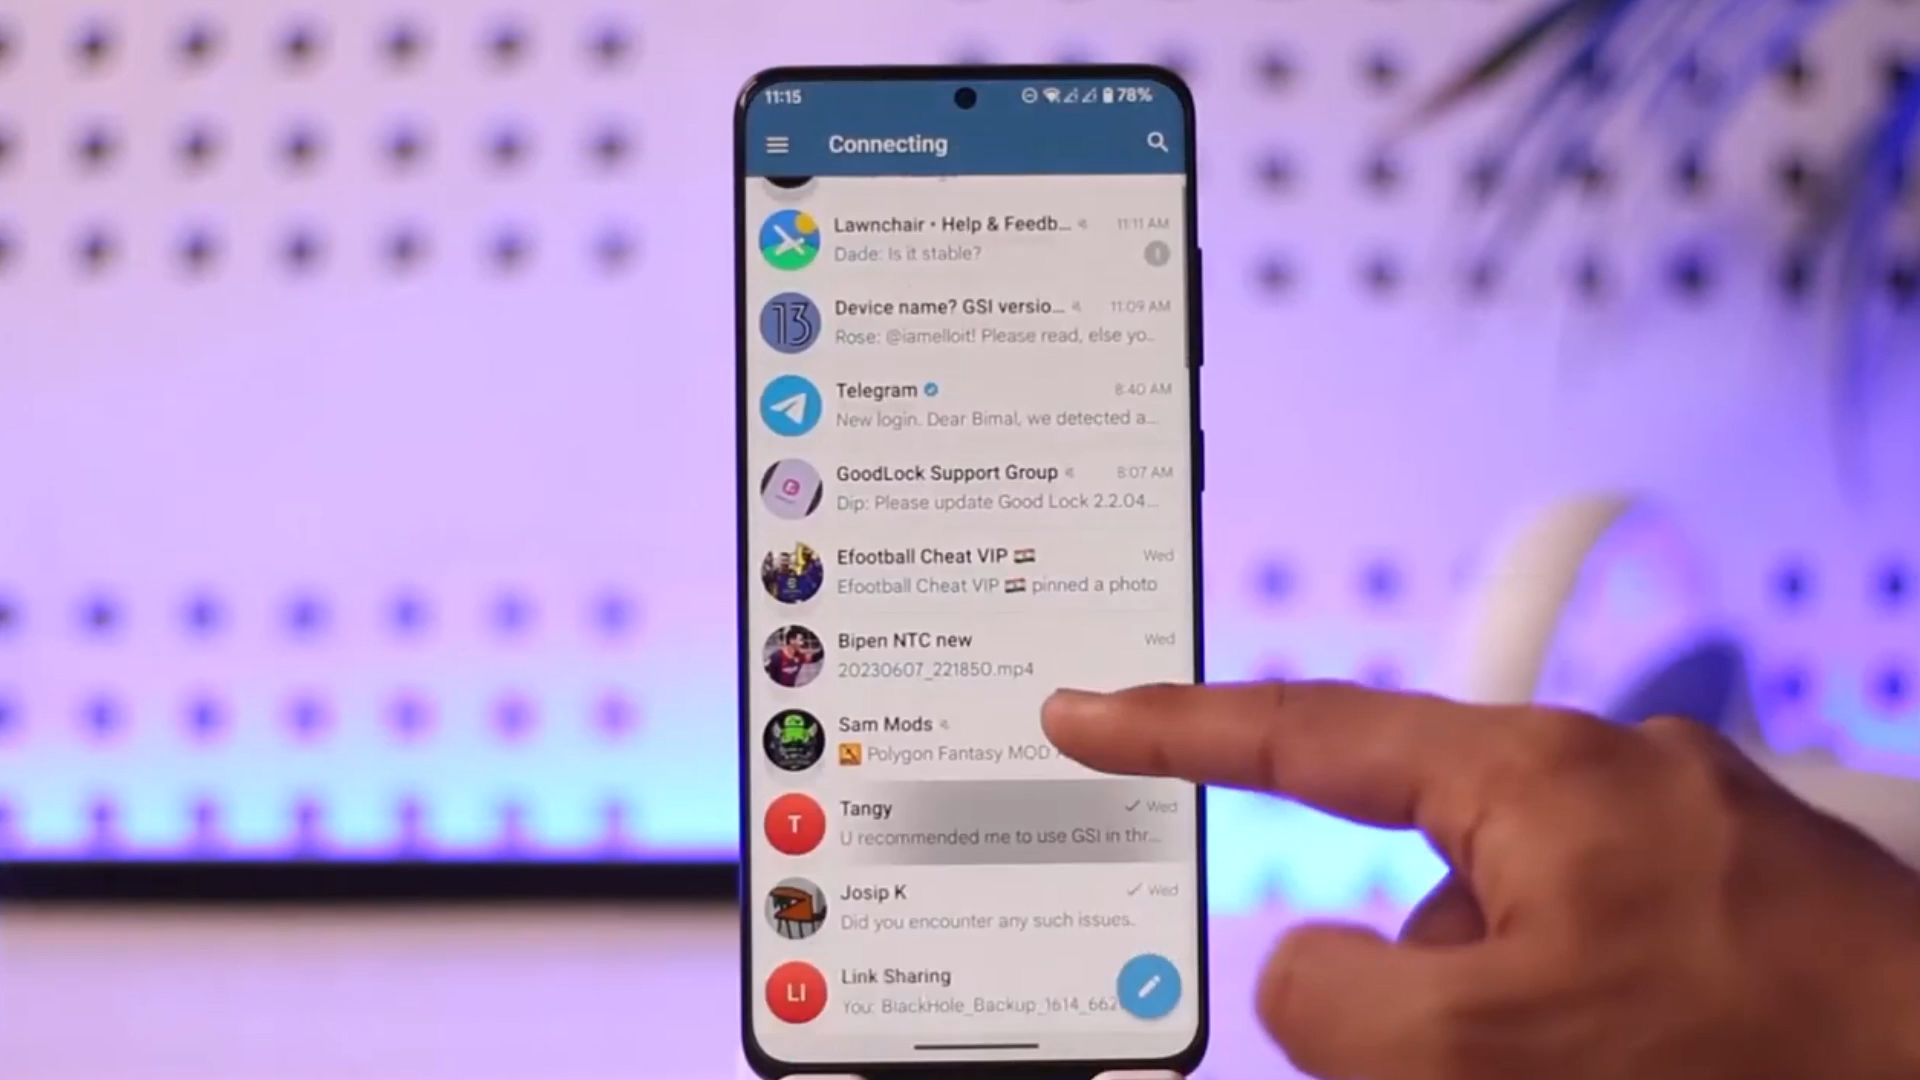 11:15
78%
Connecting
Lawnchair • Help & Feedb...
11:11 AM
Dade: Is it stable?
1
13
Device name? GSI versio...
11:09 AM
Rose: @iamelloit! Please read, else yo...
Telegram
8:40 AM
New login. Dear Bimal, we detected a...
GoodLock Support Group
8:07 AM
Dip: Please update Good Lock 2.2.04...
Efootball Cheat VIP
Wed
Efootball Cheat VIP pinned a photo
Bipen NTC new
Wed
20230607_221850.mp4
Sam Mods
Polygon Fantasy MOD
T
Tangy
Wed
U recommended me to use GSI in thr...
Josip K
Wed
Did you encounter any such issues.
LI
Link Sharing
You: BlackHole_Backup_1614_662